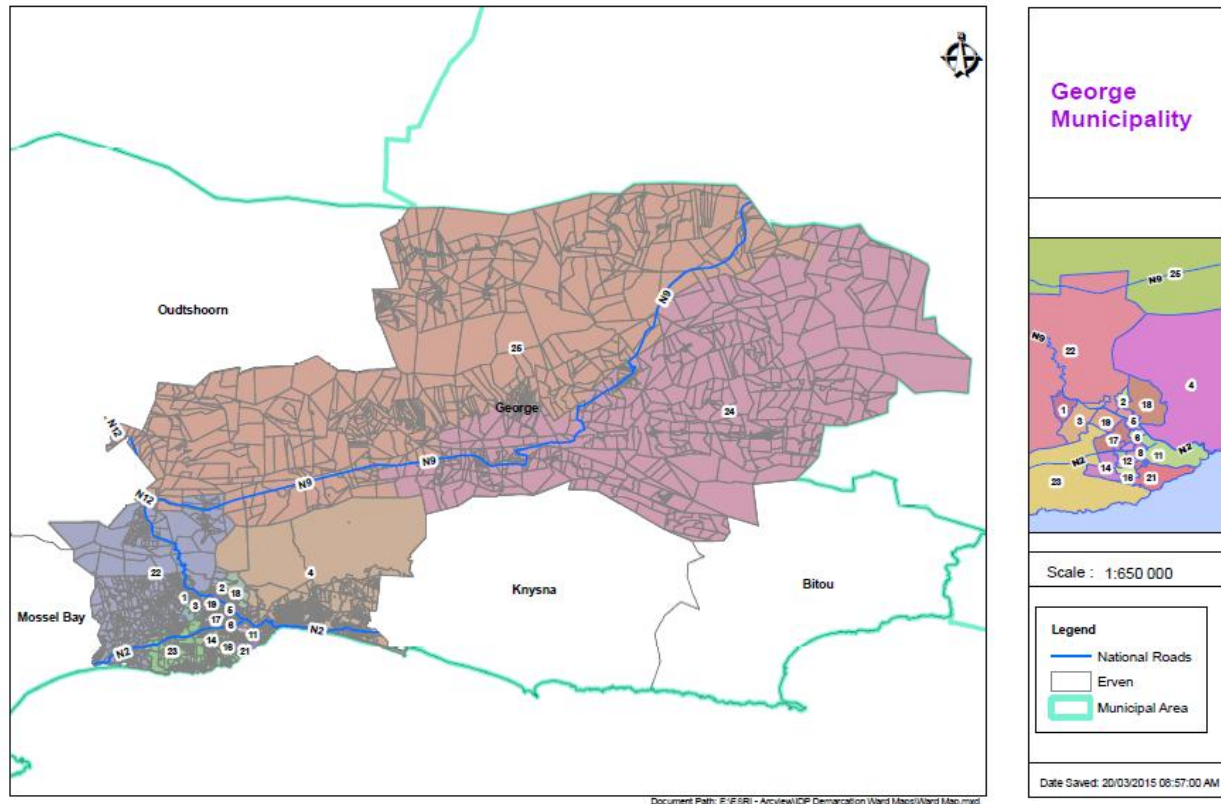 Oudtshoorn
N9
25
George
24
N12
N9
N9
N12
22
4
Knysna
Bitou
Mossel Bay
1
2
18
3
19
5
17
6
N2
23
14
11
N2
16
21
Document Path: E:\ESRI - Arcview\IDP Demarcation Ward Maps\Ward Map.mxd
George
Municipality
N9
25
N9
22
4
2
18
1
3
19
5
17
6
N2
8
11
N2
14
12
23
16
21
Scale : 1:650 000
Legend
National Roads
Erven
Municipal Area
Date Saved: 20/03/2015 08:57:00 AM